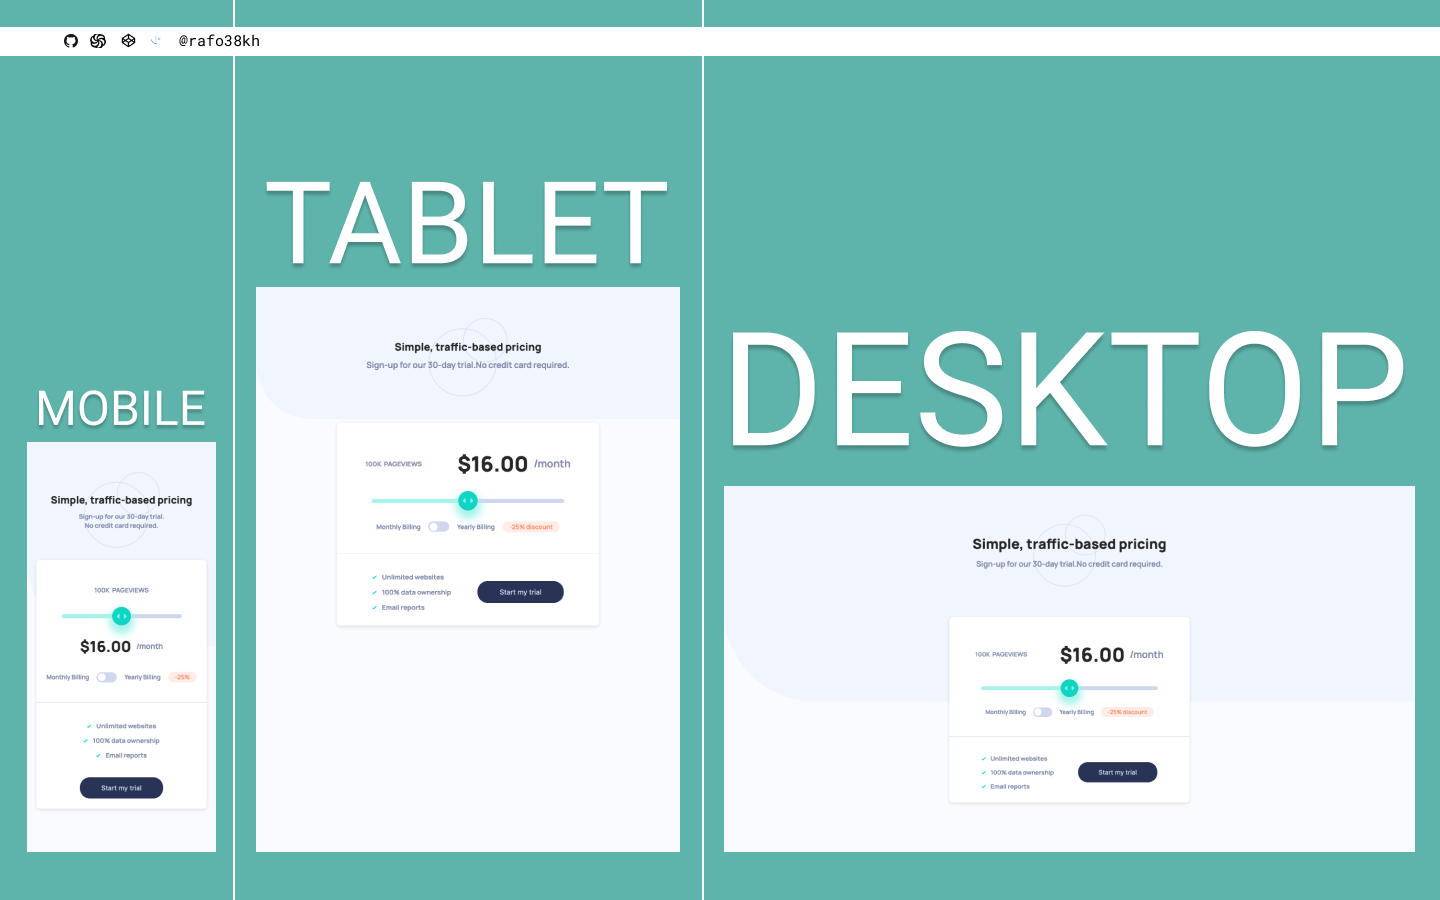 @rafo38kh
MOBILE
Simple, traffic-based pricing
Sign-up for our 30-day trial.
No credit card required.
100K PAGEVIEWS
$16.00 /month
Monthly Billing Yearly Billing -25%
Unlimited websites
100% data ownership
Email reports
Start my trial
TABLET
Simple, traffic-based pricing
Sign-up for our 30-day trial.No credit card required.
100K PAGEVIEWS $16.00 /month
Monthly Billing Yearly Billing -25% discount
Unlimited websites
100% data ownership
Email reports
Start my trial
DESKTOP
Simple, traffic-based pricing
Sign-up for our 30-day trial.No credit card required.
100K PAGEVIEWS $16.00 /month
Monthly Billing Yearly Billing -25% discount
Unlimited websites
100% data ownership
Email reports
Start my trial